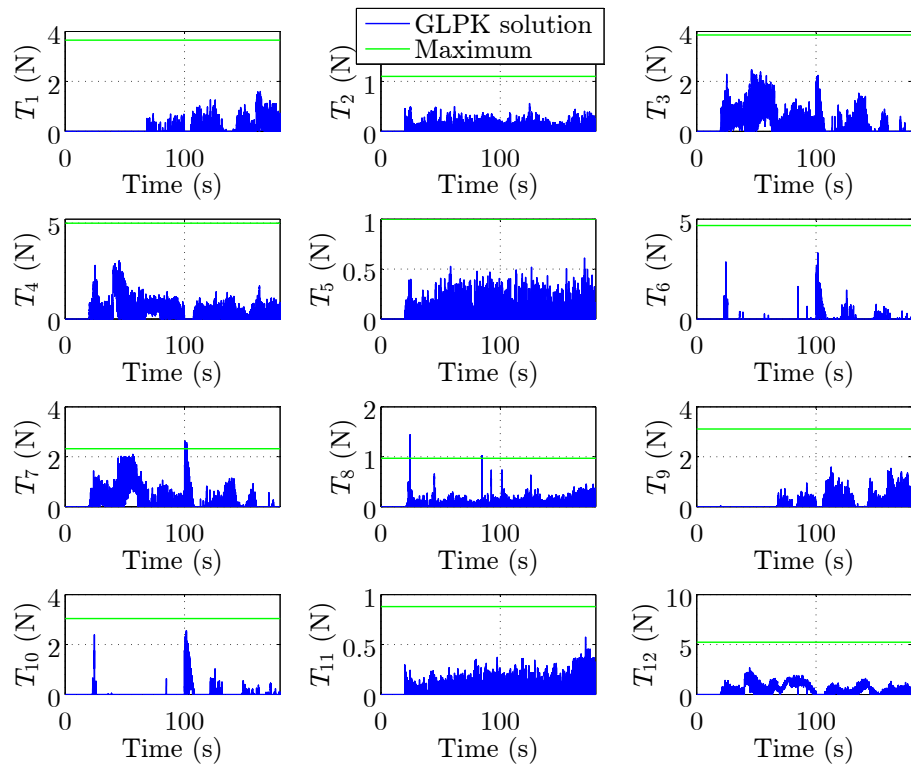 GLPK solution
Maximum
T1 (N)
4
2
0
0
100
Time (s)
T2 (N)
1
0
0
100
Time (s)
T3 (N)
4
2
0
0
100
Time (s)
T4 (N)
5
0
0
100
Time (s)
T5 (N)
1
0.5
0
0
100
Time (s)
T6 (N)
5
0
0
100
Time (s)
T7 (N)
4
2
0
0
100
Time (s)
T8 (N)
2
1
0
0
100
Time (s)
T9 (N)
4
2
0
0
100
Time (s)
T10 (N)
4
2
0
0
100
Time (s)
T11 (N)
1
0.5
0
0
100
Time (s)
T12 (N)
10
5
0
0
100
Time (s)